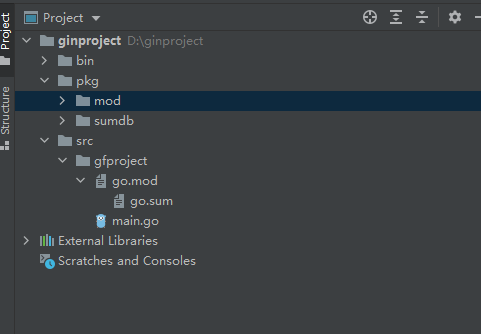 Project
Project
Structure
ginproject D:\ginproject
bin
pkg
mod
sumdb
src
gfproject
go.mod
go.sum
main.go
External Libraries
Scratches and Consoles